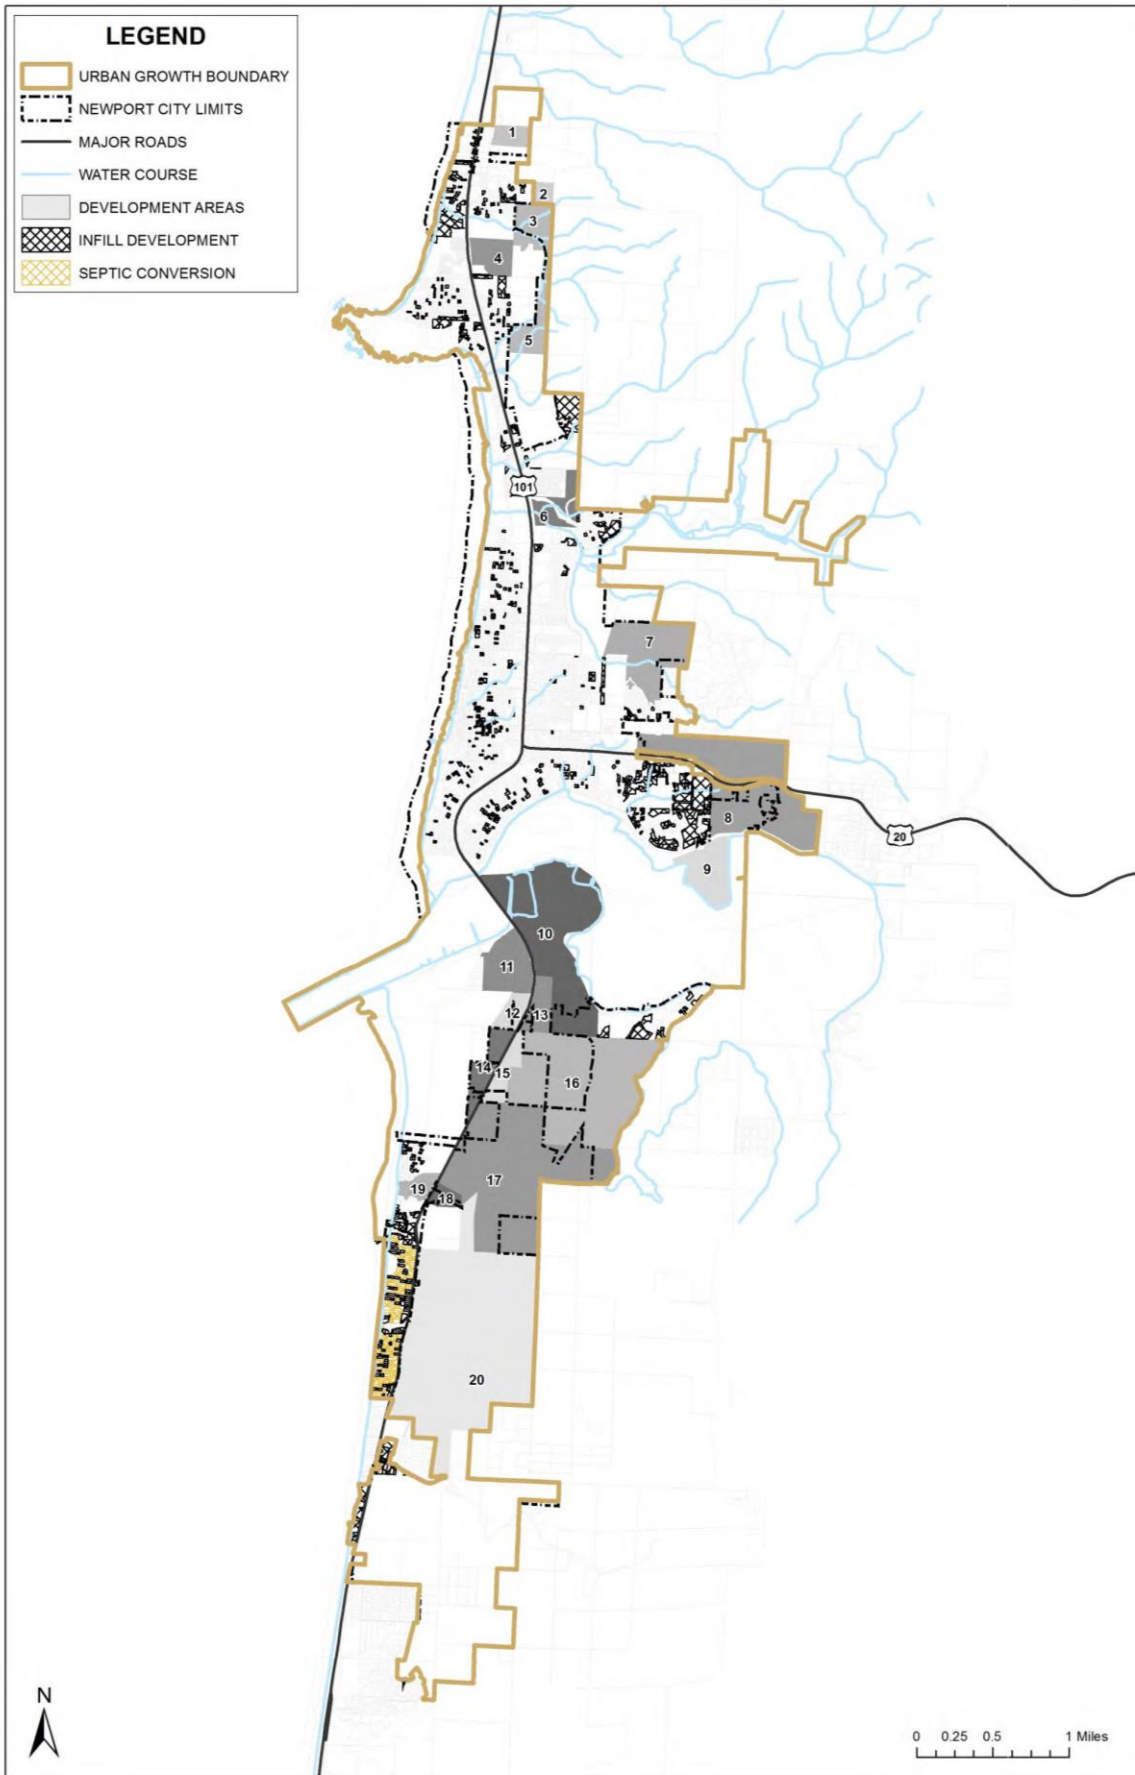 LEGEND
URBAN GROWTH BOUNDARY
NEWPORT CITY LIMITS
MAJOR ROADS
WATER COURSE
DEVELOPMENT AREAS
INFILL DEVELOPMENT
SEPTIC CONVERSION
1
2
3
4
5
101
6
7
8
20
9
10
11
12
13
14
15
16
17
19
18
20
N
0 0.25 0.5 1 Miles